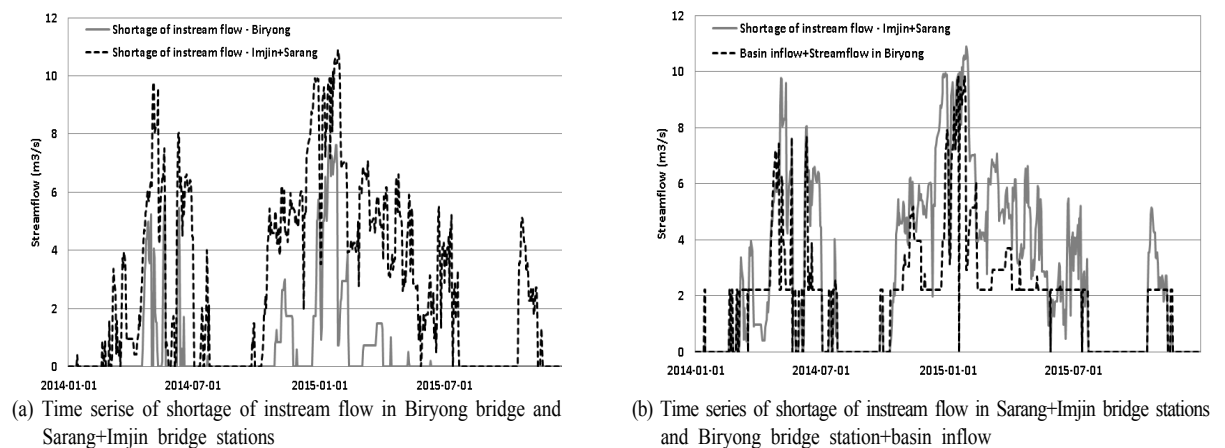 12
10
8
6
4
2
0
Streamflow (m3/s)
Shortage of instream flow - Biryong
Shortage of instream flow - Imjin+Sarang
2014-01-01 2014-07-01 2015-01-01 2015-07-01
(a) Time serise of shortage of instream flow in Biryong bridge and
Sarang+Imjin bridge stations
12
10
8
6
4
2
0
Streamflow (m3/s)
Shortage of instream flow - Imjin+Sarang
Basin inflow+Streamflow in Biryong
2014-01-01 2014-07-01 2015-01-01 2015-07-01
(b) Time series of shortage of instream flow in Sarang+Imjin bridge stations
and Biryong bridge station+basin inflow